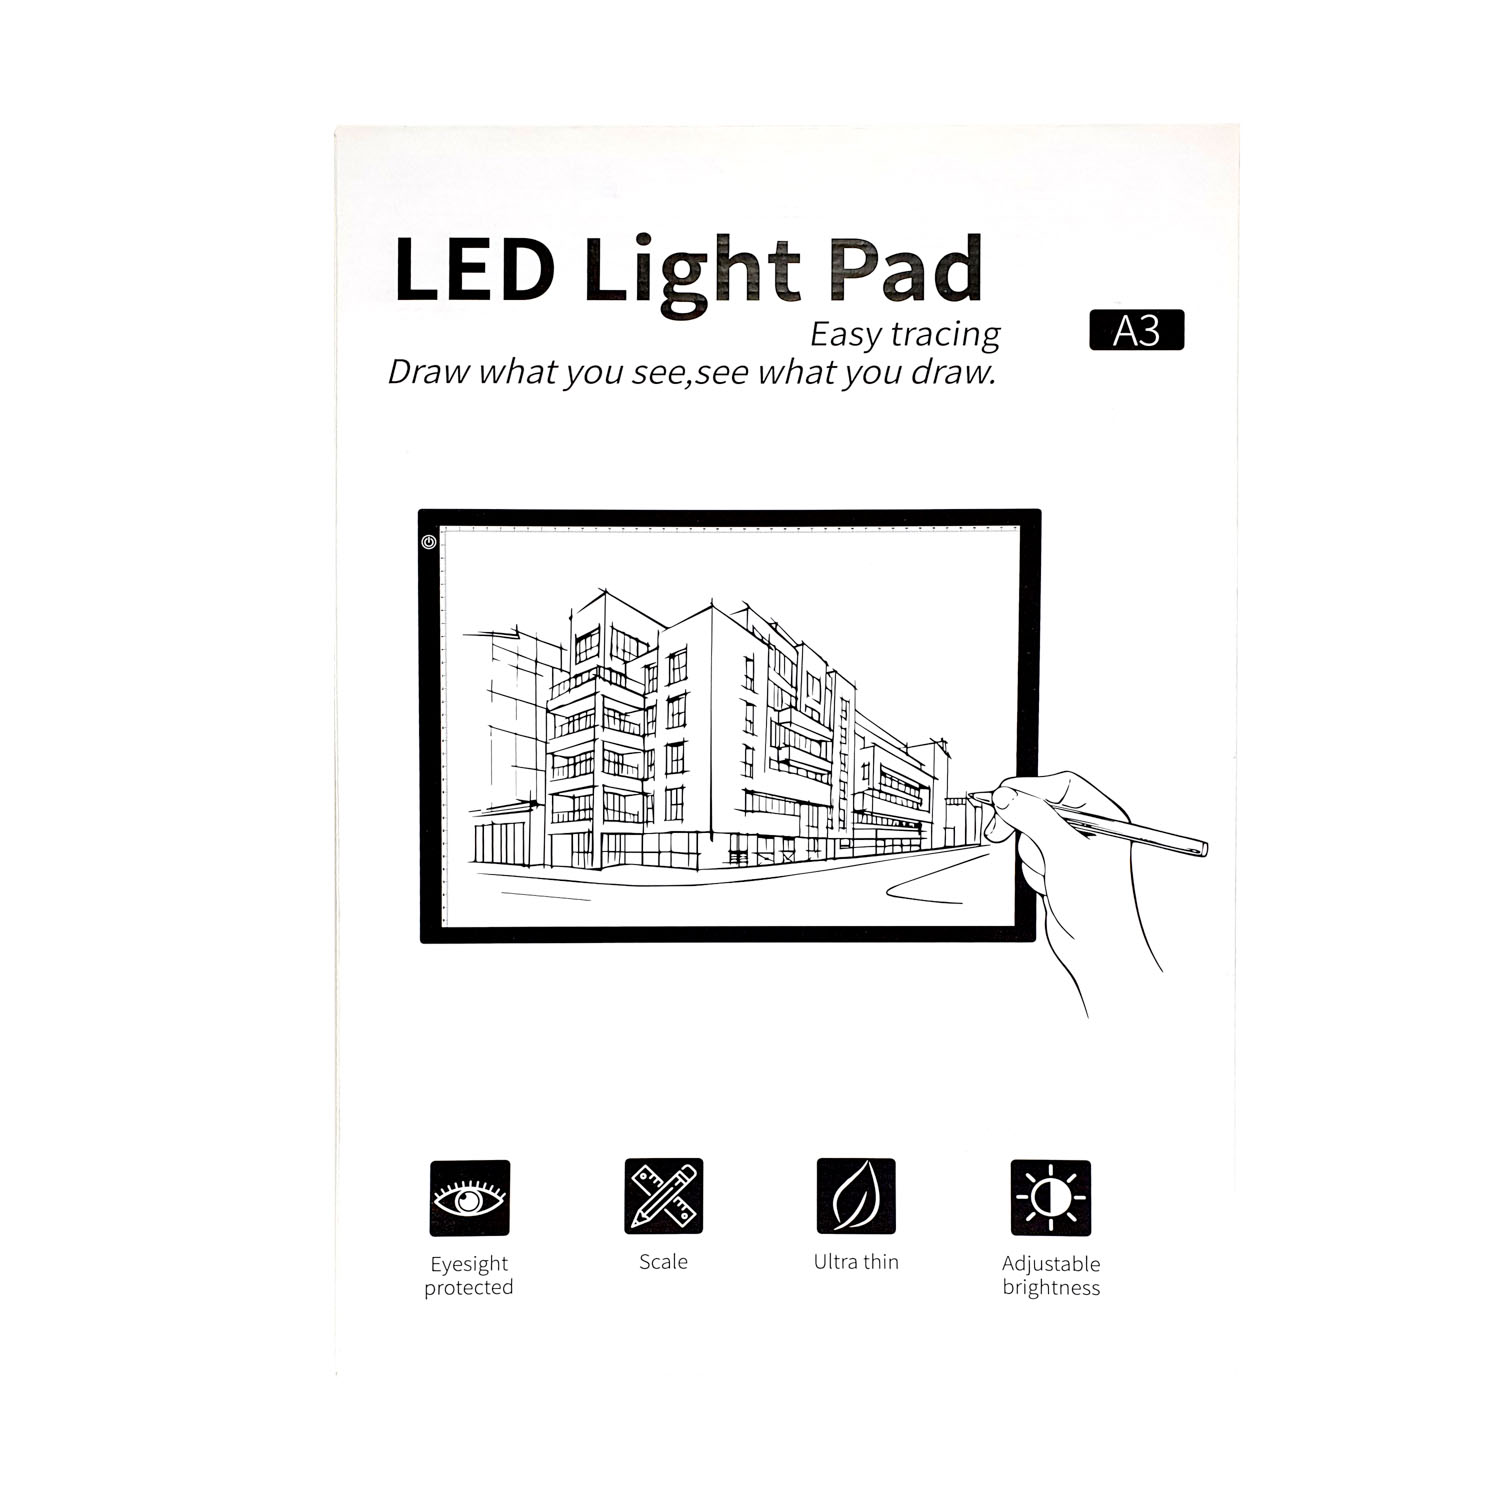 LED Light Pad
Easy tracing
A3
Draw what you see,see what you draw.
Eyesight
protected
Scale
Ultra thin
Adjustable
brightness